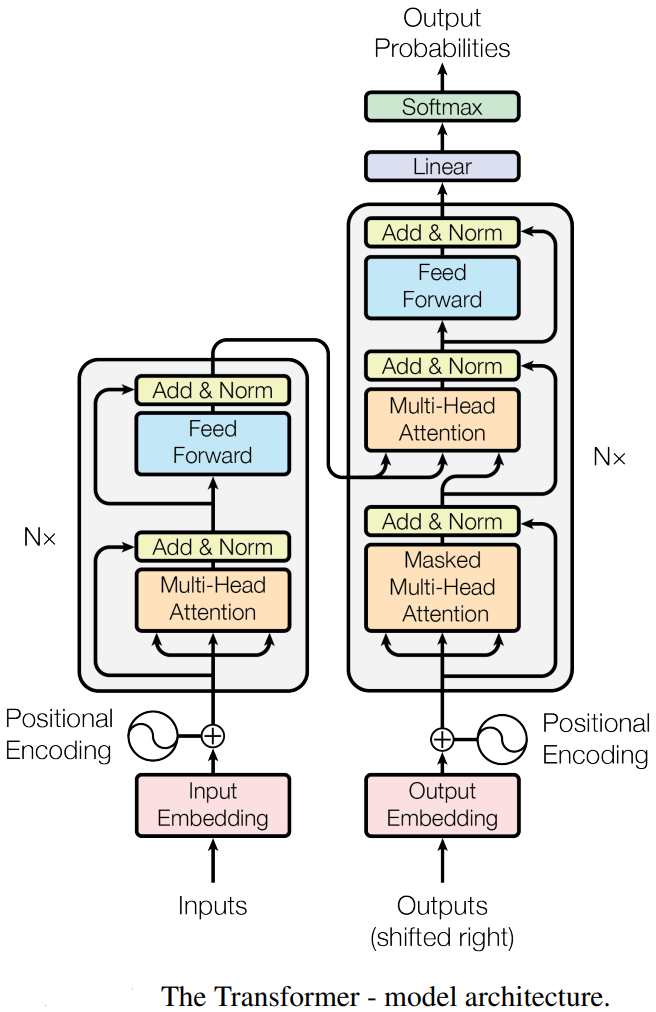 Output
Probabilities
Softmax
Linear
Add & Norm
Feed
Forward
Add & Norm
Multi-Head
Attention
Add & Norm
Masked
Multi-Head
Attention
N×
Add & Norm
Feed
Forward
Add & Norm
Multi-Head
Attention
N×
Positional
Encoding
Positional
Encoding
Input
Embedding
Output
Embedding
Inputs
Outputs
(shifted right)
The Transformer - model architecture.